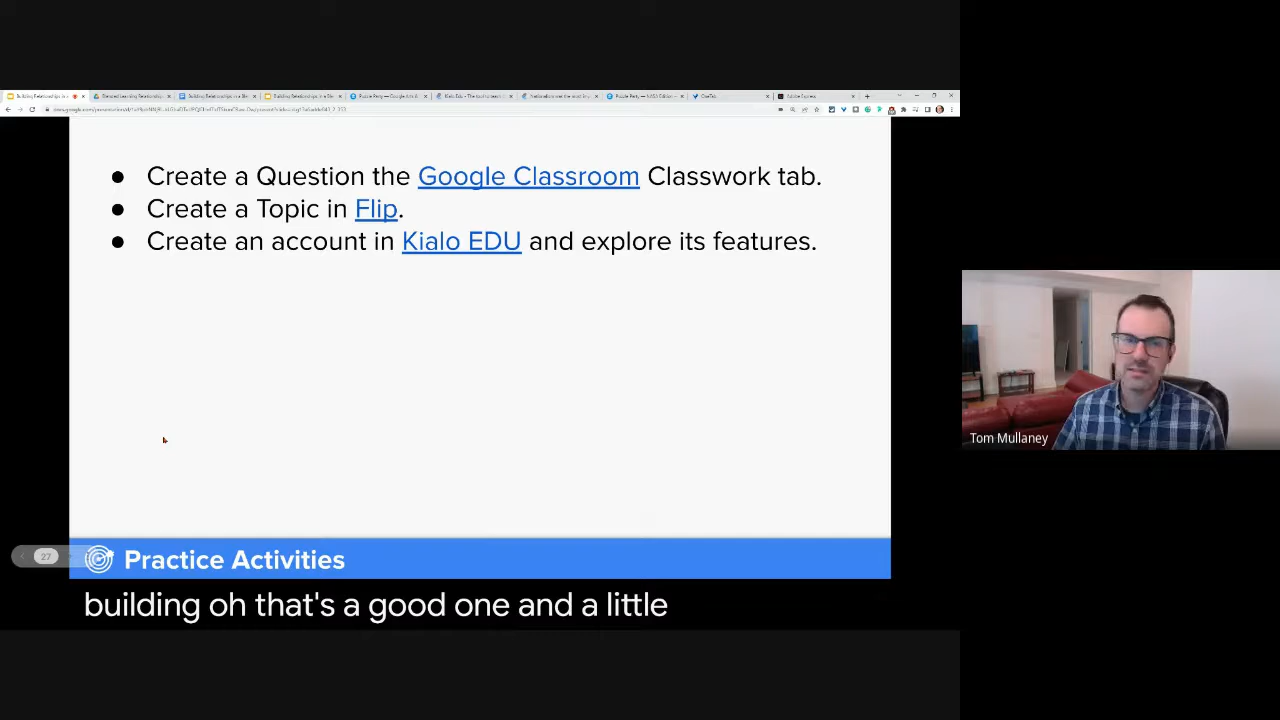 Create a Question the Google Classroom Classwork tab.
Create a Topic in Flip.
Create an account in Kialo EDU and explore its features.
Tom Mullaney
27
Practice Activities
building oh that's a good one and a little